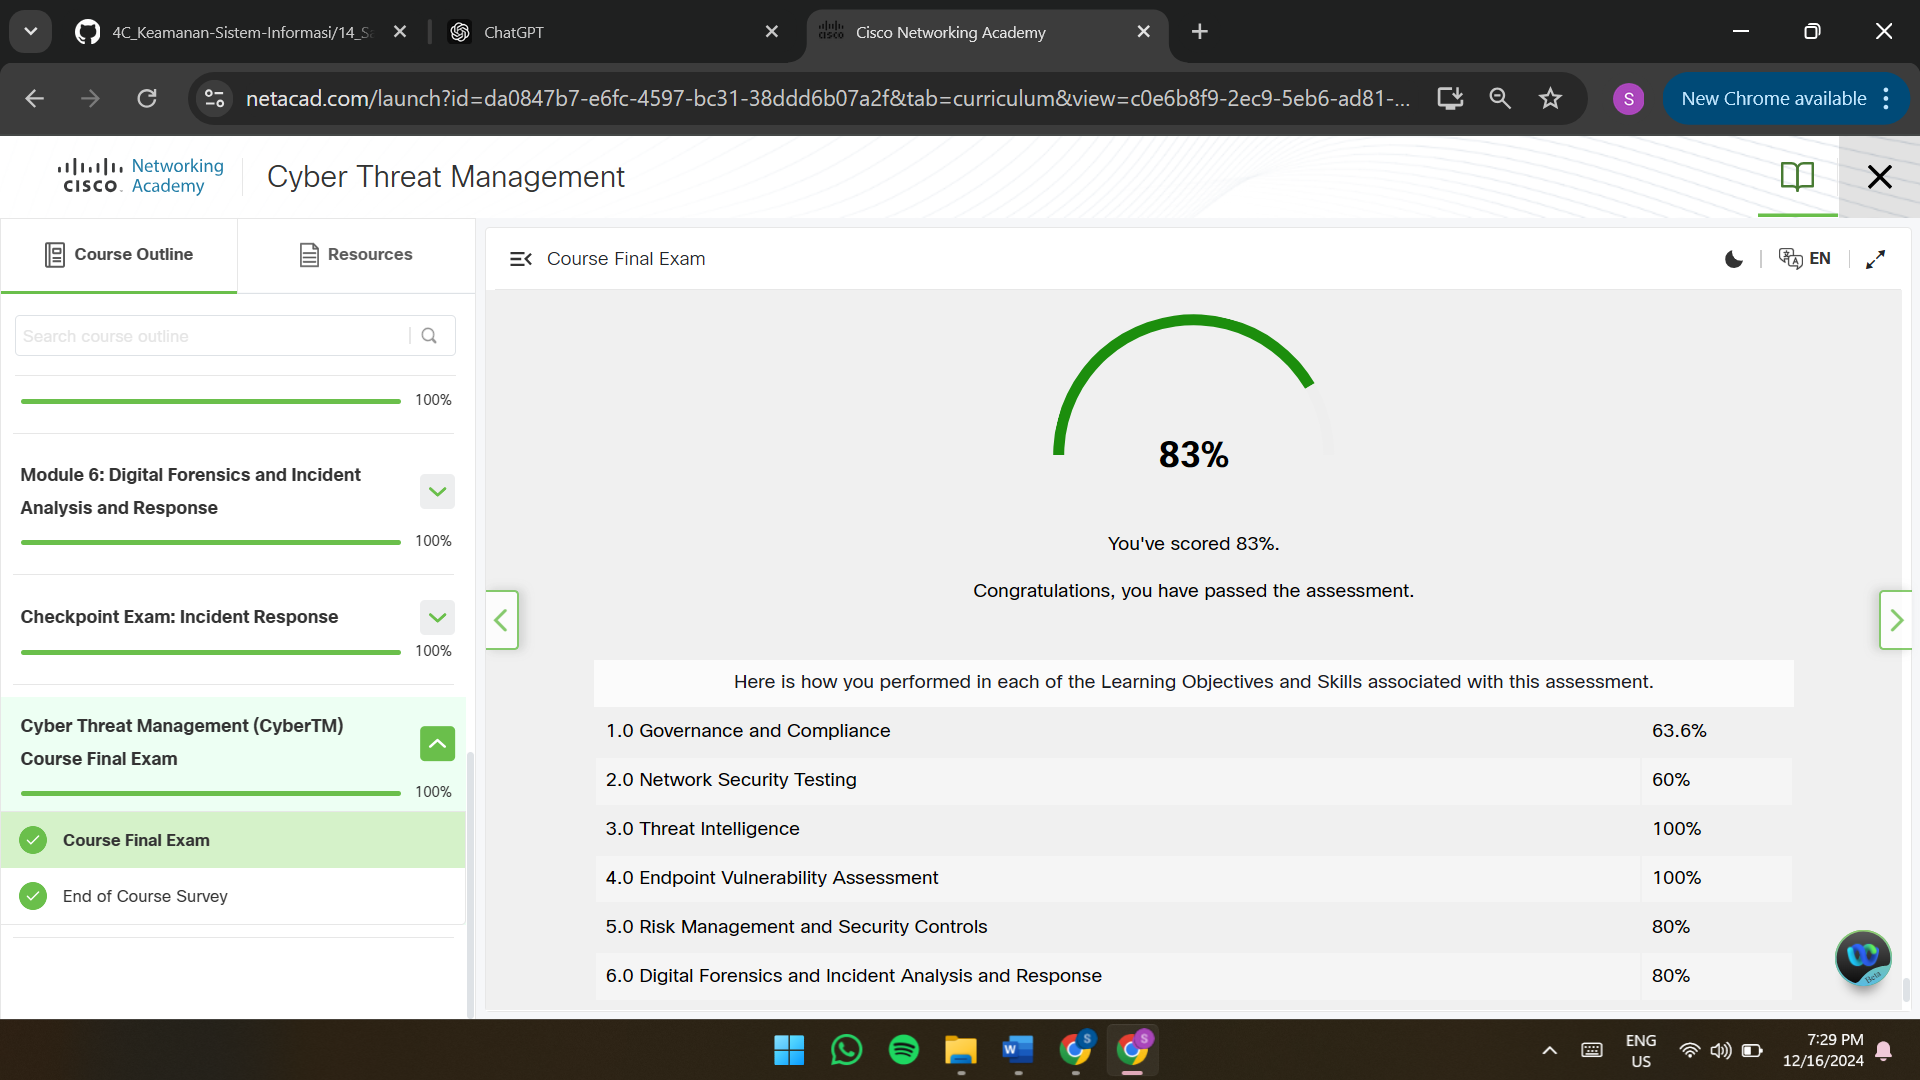 4C_Keamanan-Sistem-Informasi/14_Sa
ChatGPT
Cisco Networking Academy
netacad.com/launch?id=da0847b7-e6fc-4597-bc31-38ddd6b07a2f&tab=curriculum&view=c0e6b8f9-2ec9-5eb6-ad81-...
S
New Chrome available
CISCO
Networking
Academy
Cyber Threat Management
Course Outline
Resources
Course Final Exam
EN
Search course outline
100%
Module 6: Digital Forensics and Incident
Analysis and Response
100%
Checkpoint Exam: Incident Response
100%
Cyber Threat Management (CyberTM)
Course Final Exam
100%
Course Final Exam
End of Course Survey
83%
You've scored 83%.
Congratulations, you have passed the assessment.
Here is how you performed in each of the Learning Objectives and Skills associated with this assessment.
1.0 Governance and Compliance 63.6%
2.0 Network Security Testing 60%
3.0 Threat Intelligence 100%
4.0 Endpoint Vulnerability Assessment 100%
5.0 Risk Management and Security Controls 80%
6.0 Digital Forensics and Incident Analysis and Response 80%
Beta
W
S
S
ENG
US
7:29 PM
12/16/2024